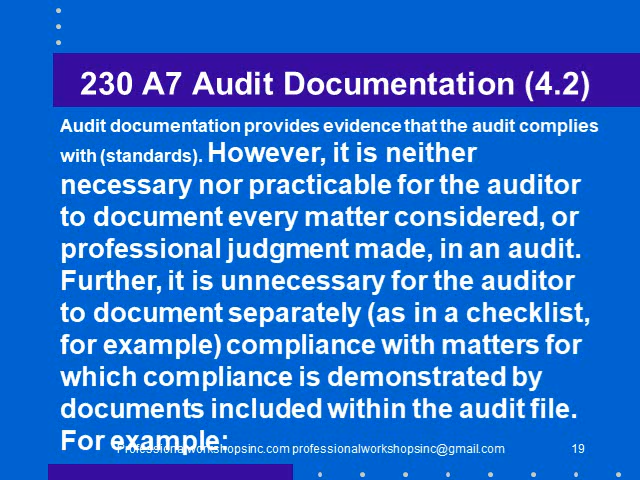 230 A7 Audit Documentation (4.2)
Audit documentation provides evidence that the audit complies
with (standards). However, it is neither
necessary nor practicable for the auditor
to document every matter considered, or
professional judgment made, in an audit.
Further, it is unnecessary for the auditor
to document separately (as in a checklist,
for example) compliance with matters for
which compliance is demonstrated by
documents included within the audit file.
For example:
Professionalworkshopsinc.com professionalworkshopsinc@gmail.com 19